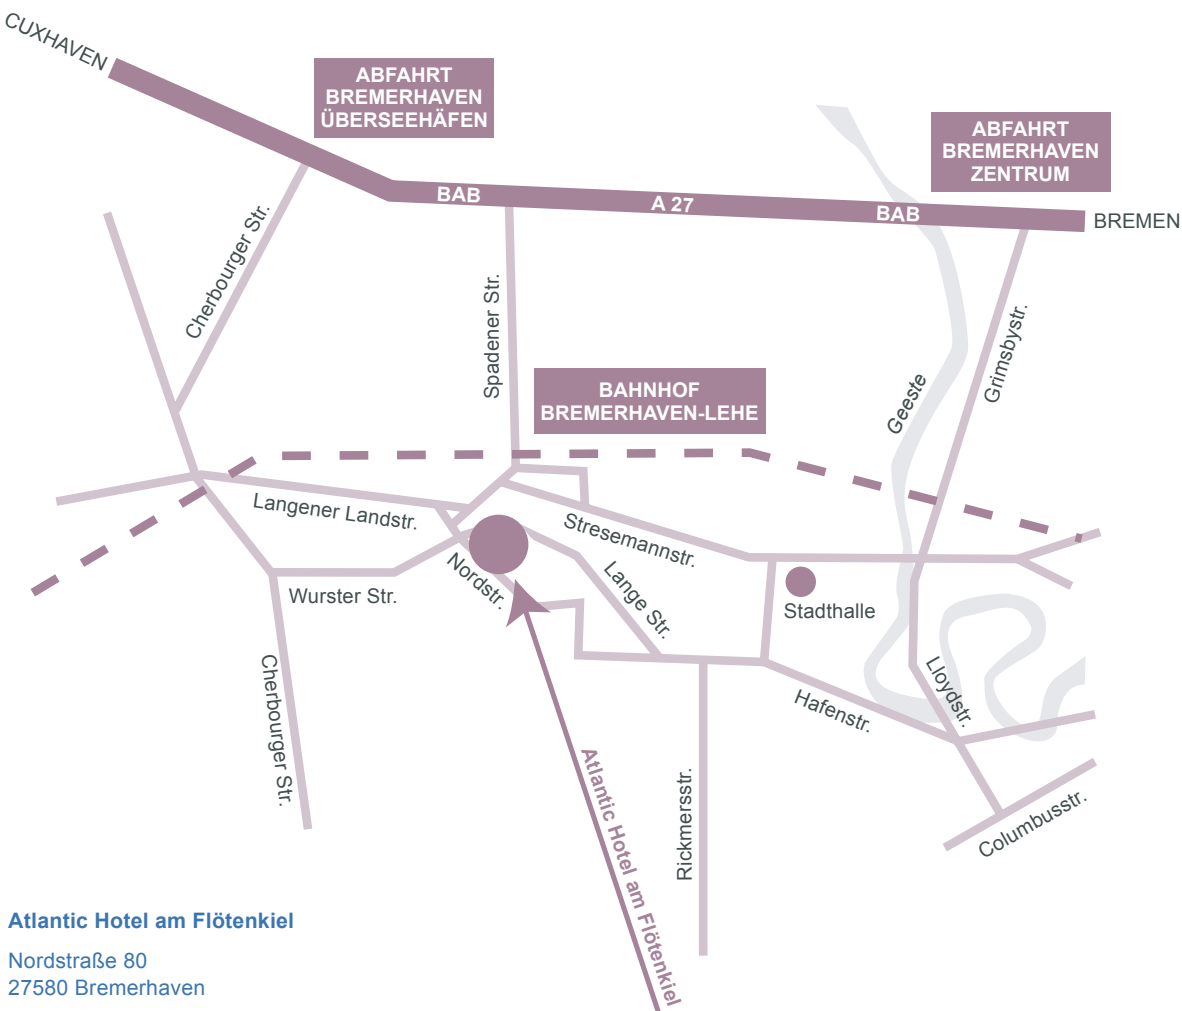 CUXHAVEN
ABFAHRT
BREMERHAVEN
ÜBERSEEHÄFEN
ABFAHRT
BREMERHAVEN
ZENTRUM
BAB
A 27
BAB
BREMEN
Cherbourger Str.
Spadener Str.
Grimsbystr.
BAHNHOF
BREMERHAVEN-LEHE
Geeste
Langener Landstr.
Stresemannstr.
Nordstr.
Lange Str.
Wurster Str.
Stadthalle
Cherbourger Str.
Lloydstr.
Hafenstr.
Atlantic Hotel am Flötenkiel
Rickmersstr.
Columbusstr.
Atlantic Hotel am Flötenkiel
Nordstraße 80
27580 Bremerhaven